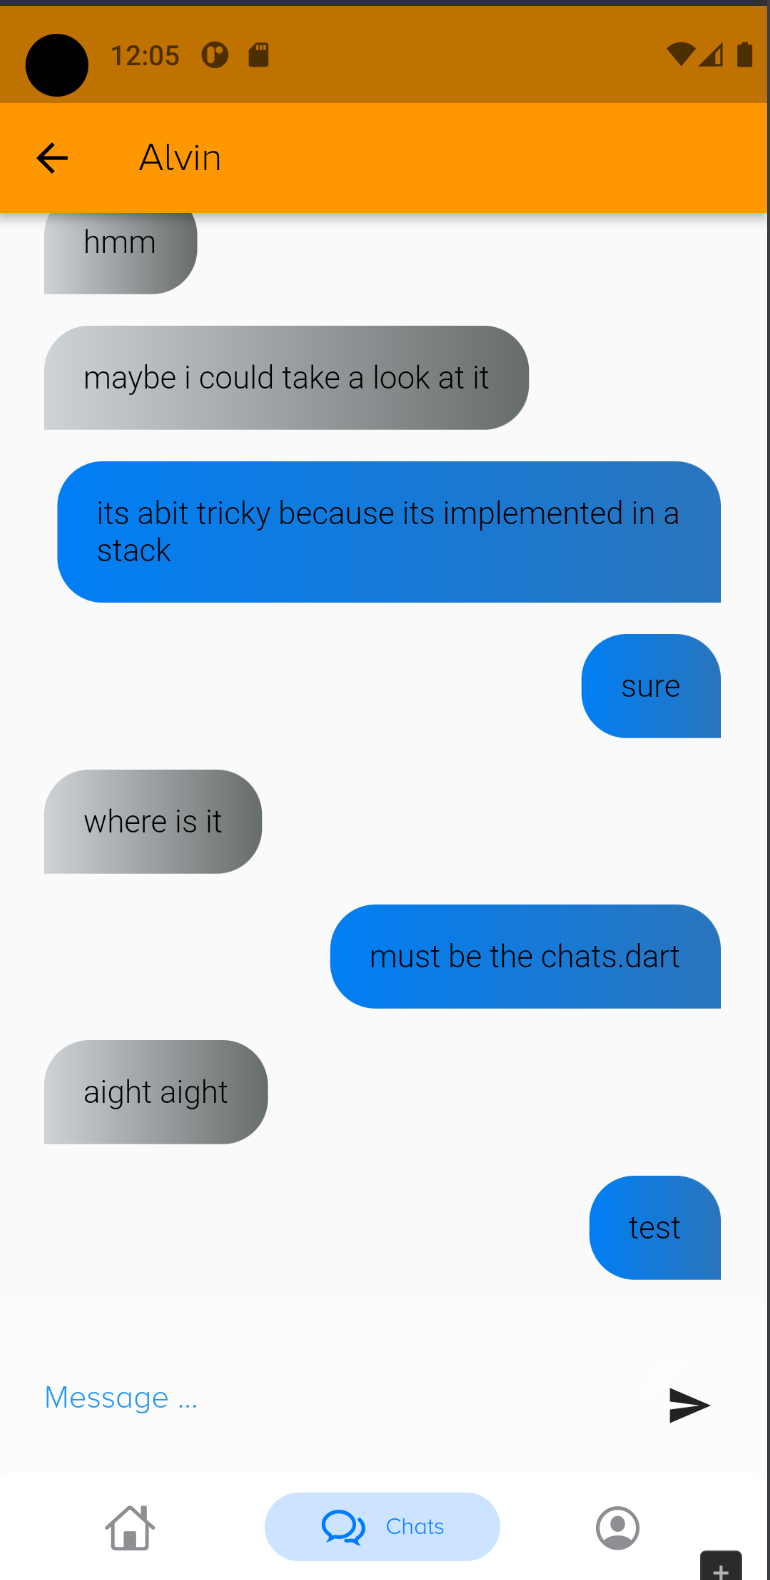 12:05
Alvin
hmm
maybe i could take a look at it
its abit tricky because its implemented in a
stack
sure
where is it
must be the chats.dart
aight aight
test
Message ...
Chats